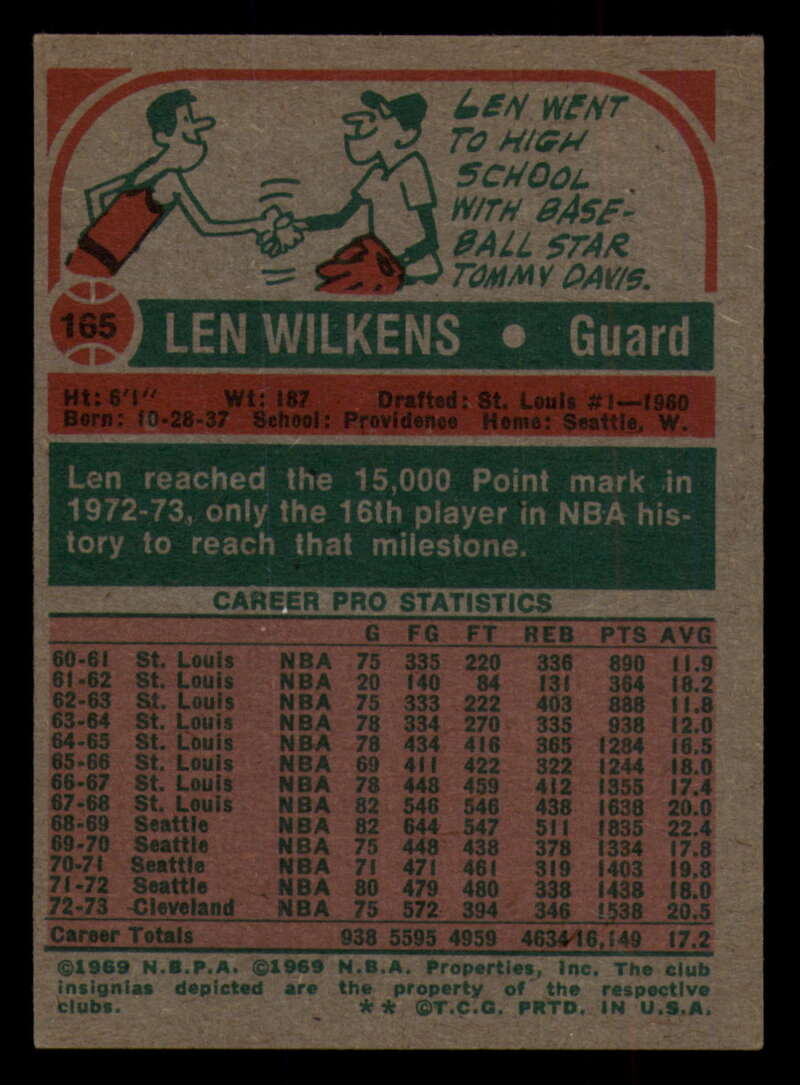 LEN WENT
TO HIGH
SCHOOL
WITH BASE-
BALL STAR
TOMMY DAVIS.
165 LEN WILKENS • Guard
Ht: 6'1" Wt: 187 Drafted: St. Louis #1—1960
Born: 10-28-37 School: Providence Home: Seattle, W.
Len reached the 15,000 Point mark in
1972-73, only the 16th player in NBA his-
tory to reach that milestone.
CAREER PRO STATISTICS
G FG FT REB PTS AVG
60-61 St. Louis NBA 75 335 220 336 890 11.9
61-62 St. Louis NBA 20 140 84 131 364 18.2
62-63 St. Louis NBA 75 333 222 403 888 11.8
63-64 St. Louis NBA 78 334 270 335 938 12.0
64-65 St. Louis NBA 78 434 416 365 1284 16.5
65-66 St. Louis NBA 69 411 422 322 1244 18.0
66-67 St. Louis NBA 78 448 459 412 1355 17.4
67-68 St. Louis NBA 82 546 546 438 1638 20.0
68-69 Seattle NBA 82 644 547 511 1835 22.4
69-70 Seattle NBA 75 448 438 378 1334 17.8
70-71 Seattle NBA 71 471 461 319 1403 19.8
71-72 Seattle NBA 80 479 480 338 1438 18.0
72-73 Cleveland NBA 75 572 394 346 1538 20.5
Career Totals 938 5595 4959 4634 16,149 17.2
©1969 N.B.P.A. ©1969 N.B.A. Properties, Inc. The club
insignias depicted are the property of the respective
clubs. ** ©T.C.G. PRTD. IN U.S.A.